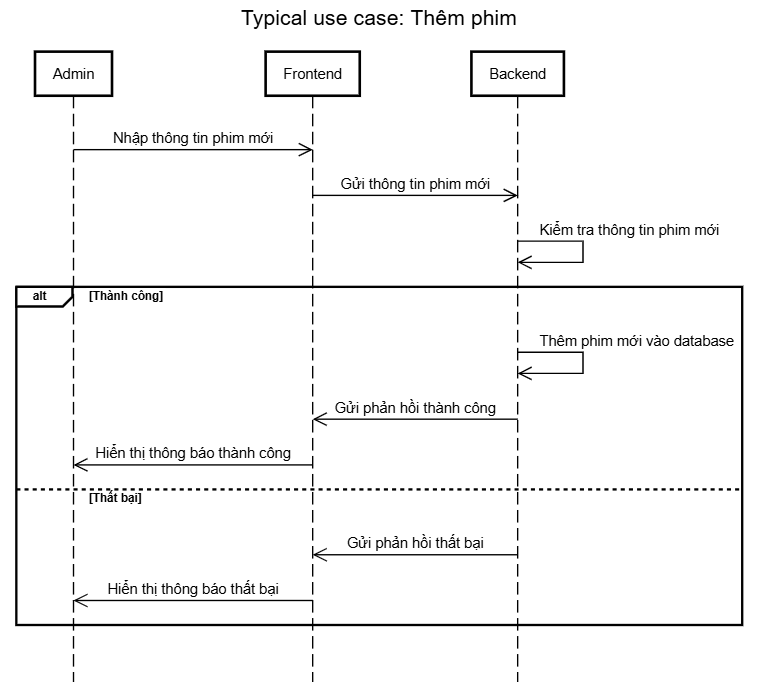 Typical use case: Thêm phim
Admin
Frontend
Backend
Nhập thông tin phim mới
Gửi thông tin phim mới
Kiểm tra thông tin phim mới
alt
[Thành công]
Thêm phim mới vào database
Gửi phản hồi thành công
Hiển thị thông báo thành công
[Thất bại]
Gửi phản hồi thất bại
Hiển thị thông báo thất bại